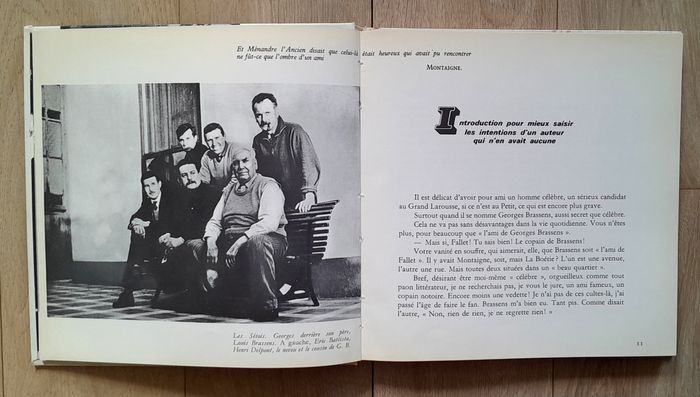 Et Ménandre l'Ancien disait que celui-là était heureux qui avait pu rencontrer
ne fût-ce que l'ombre d'un ami
MONTAIGNE.
Les Sétois. Georges derrière son père,
Louis Brassens. A gauche, Eric Battista,
Henri Delpont, le neveu et le cousin de G. B.
Introduction pour mieux saisir
les intentions d'un auteur
qui n'en avait aucune
Il est délicat d'avoir pour ami un homme célèbre, un sérieux candidat
au Grand Larousse, si ce n'est au Petit, ce qui est encore plus grave.
Surtout quand il se nomme Georges Brassens, aussi secret que célèbre.
Cela ne va pas sans désavantages dans la vie quotidienne. Vous n'êtes
plus, pour beaucoup que « l'ami de Georges Brassens ».
— Mais si, Fallet ! Tu sais bien ! Le copain de Brassens !
Votre vanité en souffre, qui aimerait, elle, que Brassens soit « l'ami de
Fallet ». Il y avait Montaigne, soit, mais La Boétie ? L'un est une avenue,
l'autre une rue. Mais toutes deux situées dans un « beau quartier ».
Bref, désirant être moi-même « célèbre », orgueilleux comme tout
paon littérateur, je ne recherchais pas, je vous le jure, un ami fameux, un
copain notoire. Encore moins une vedette ! Je n'ai pas de ces cultes-là, j'ai
passé l'âge de faire le fan. Brassens m'a bien eu. Tant pis. Comme disait
l'autre, « Non, rien de rien, je ne regrette rien ! »
11